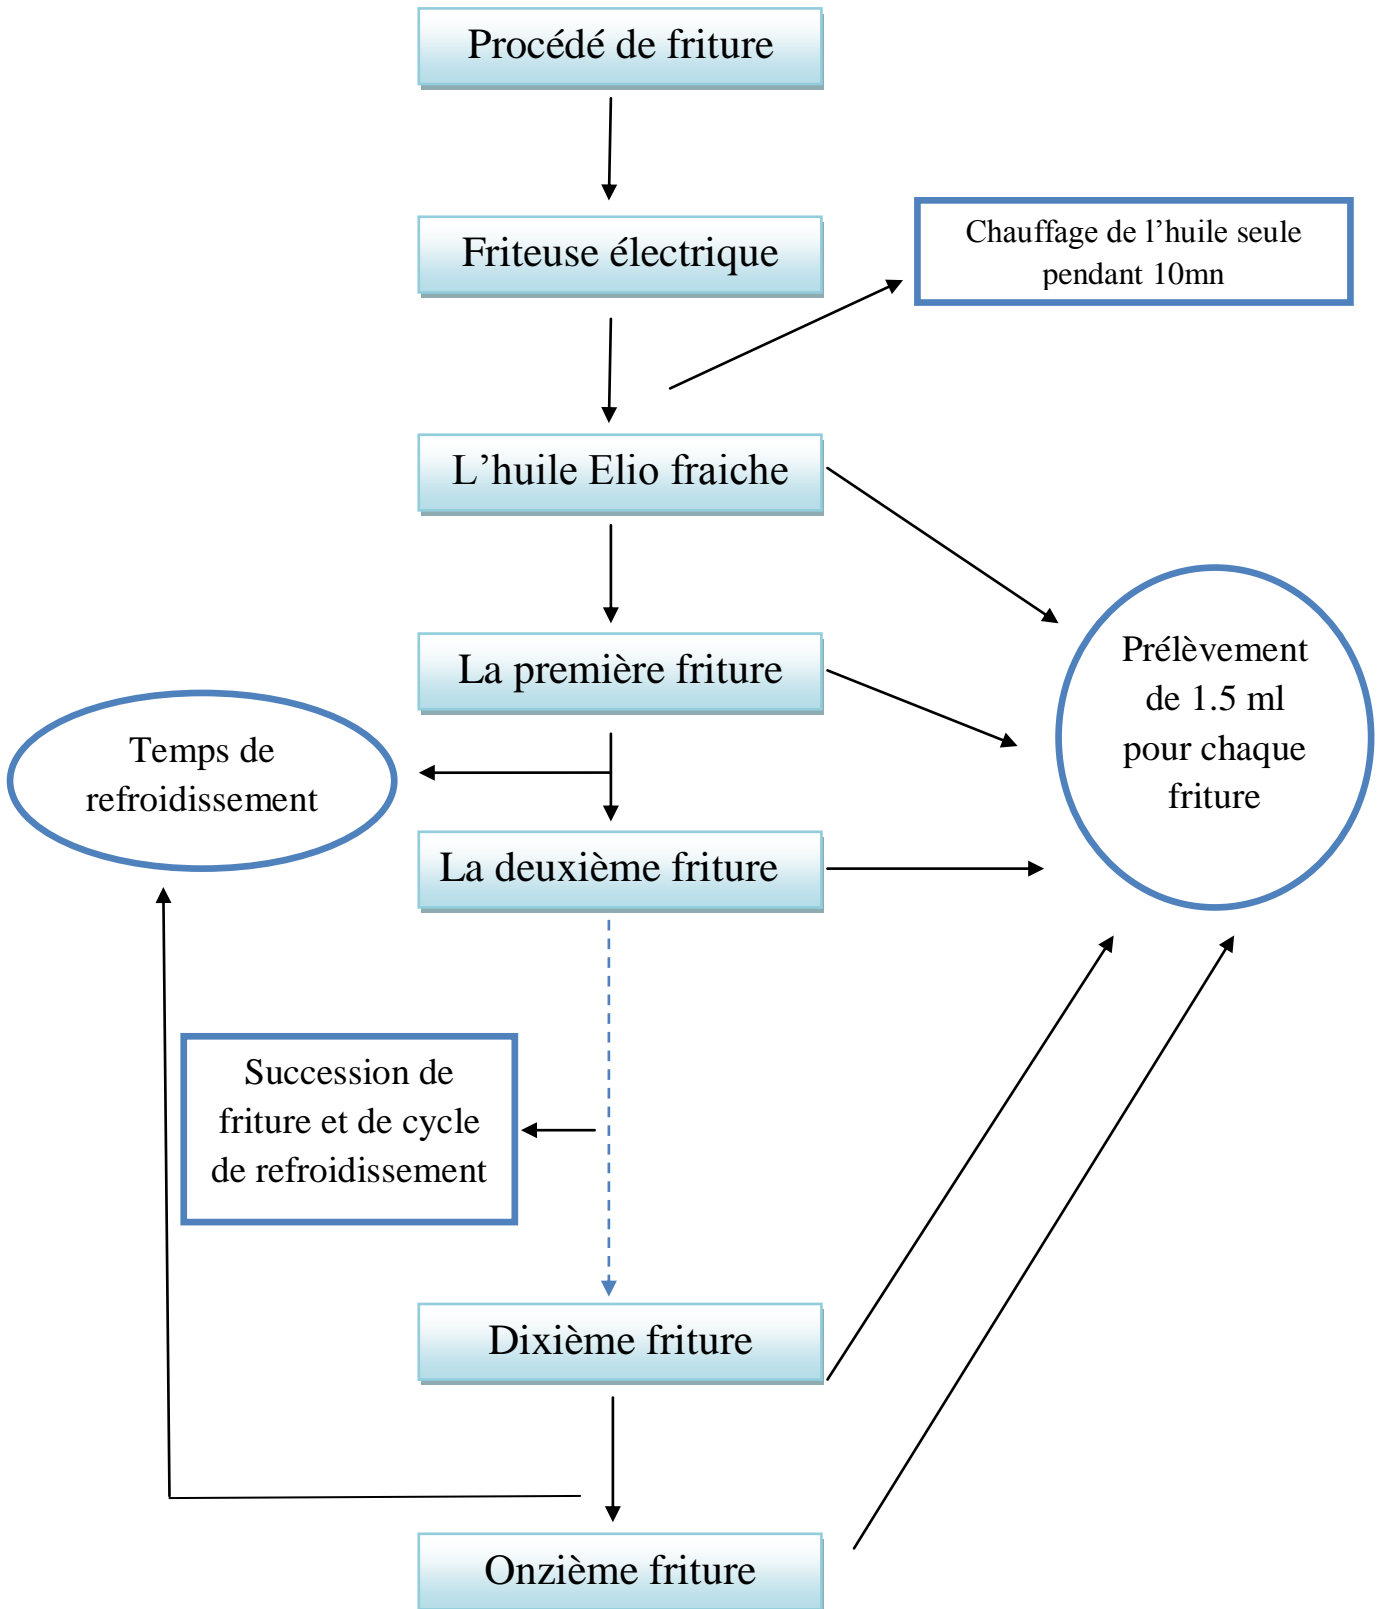 Procédé de friture
Friteuse électrique
Chauffage de l’huile seule
pendant 10mn
L’huile Elio fraiche
La première friture
Prélèvement
de 1.5 ml
pour chaque
friture
Temps de
refroidissement
La deuxième friture
Succession de
friture et de cycle
de refroidissement
Dixième friture
Onzième friture